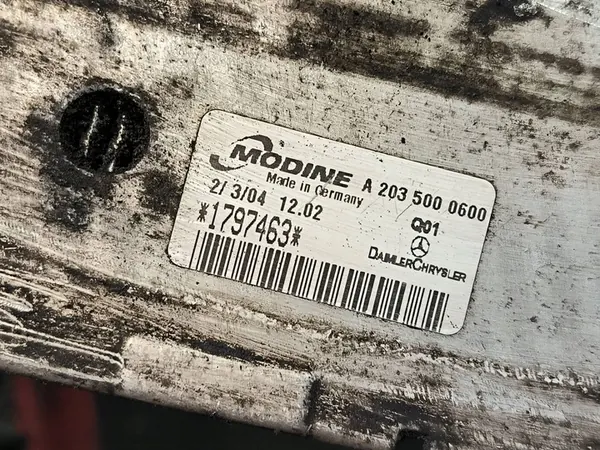 MODINE A 203 500 0600
Made in Germany
2/ 3/04 12.02 Q01
*1797463*
DAIMLERCHRYSLER